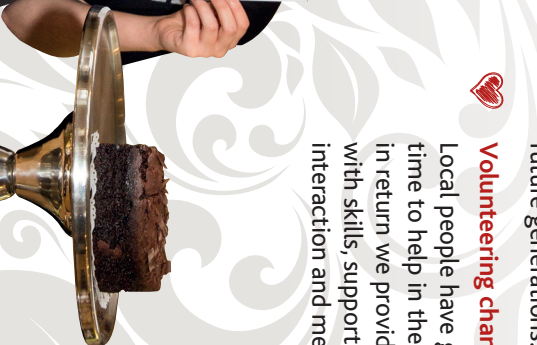 future generations.
Volunteering
Local people have
time to help in the
in return we
with skills, support
interaction and